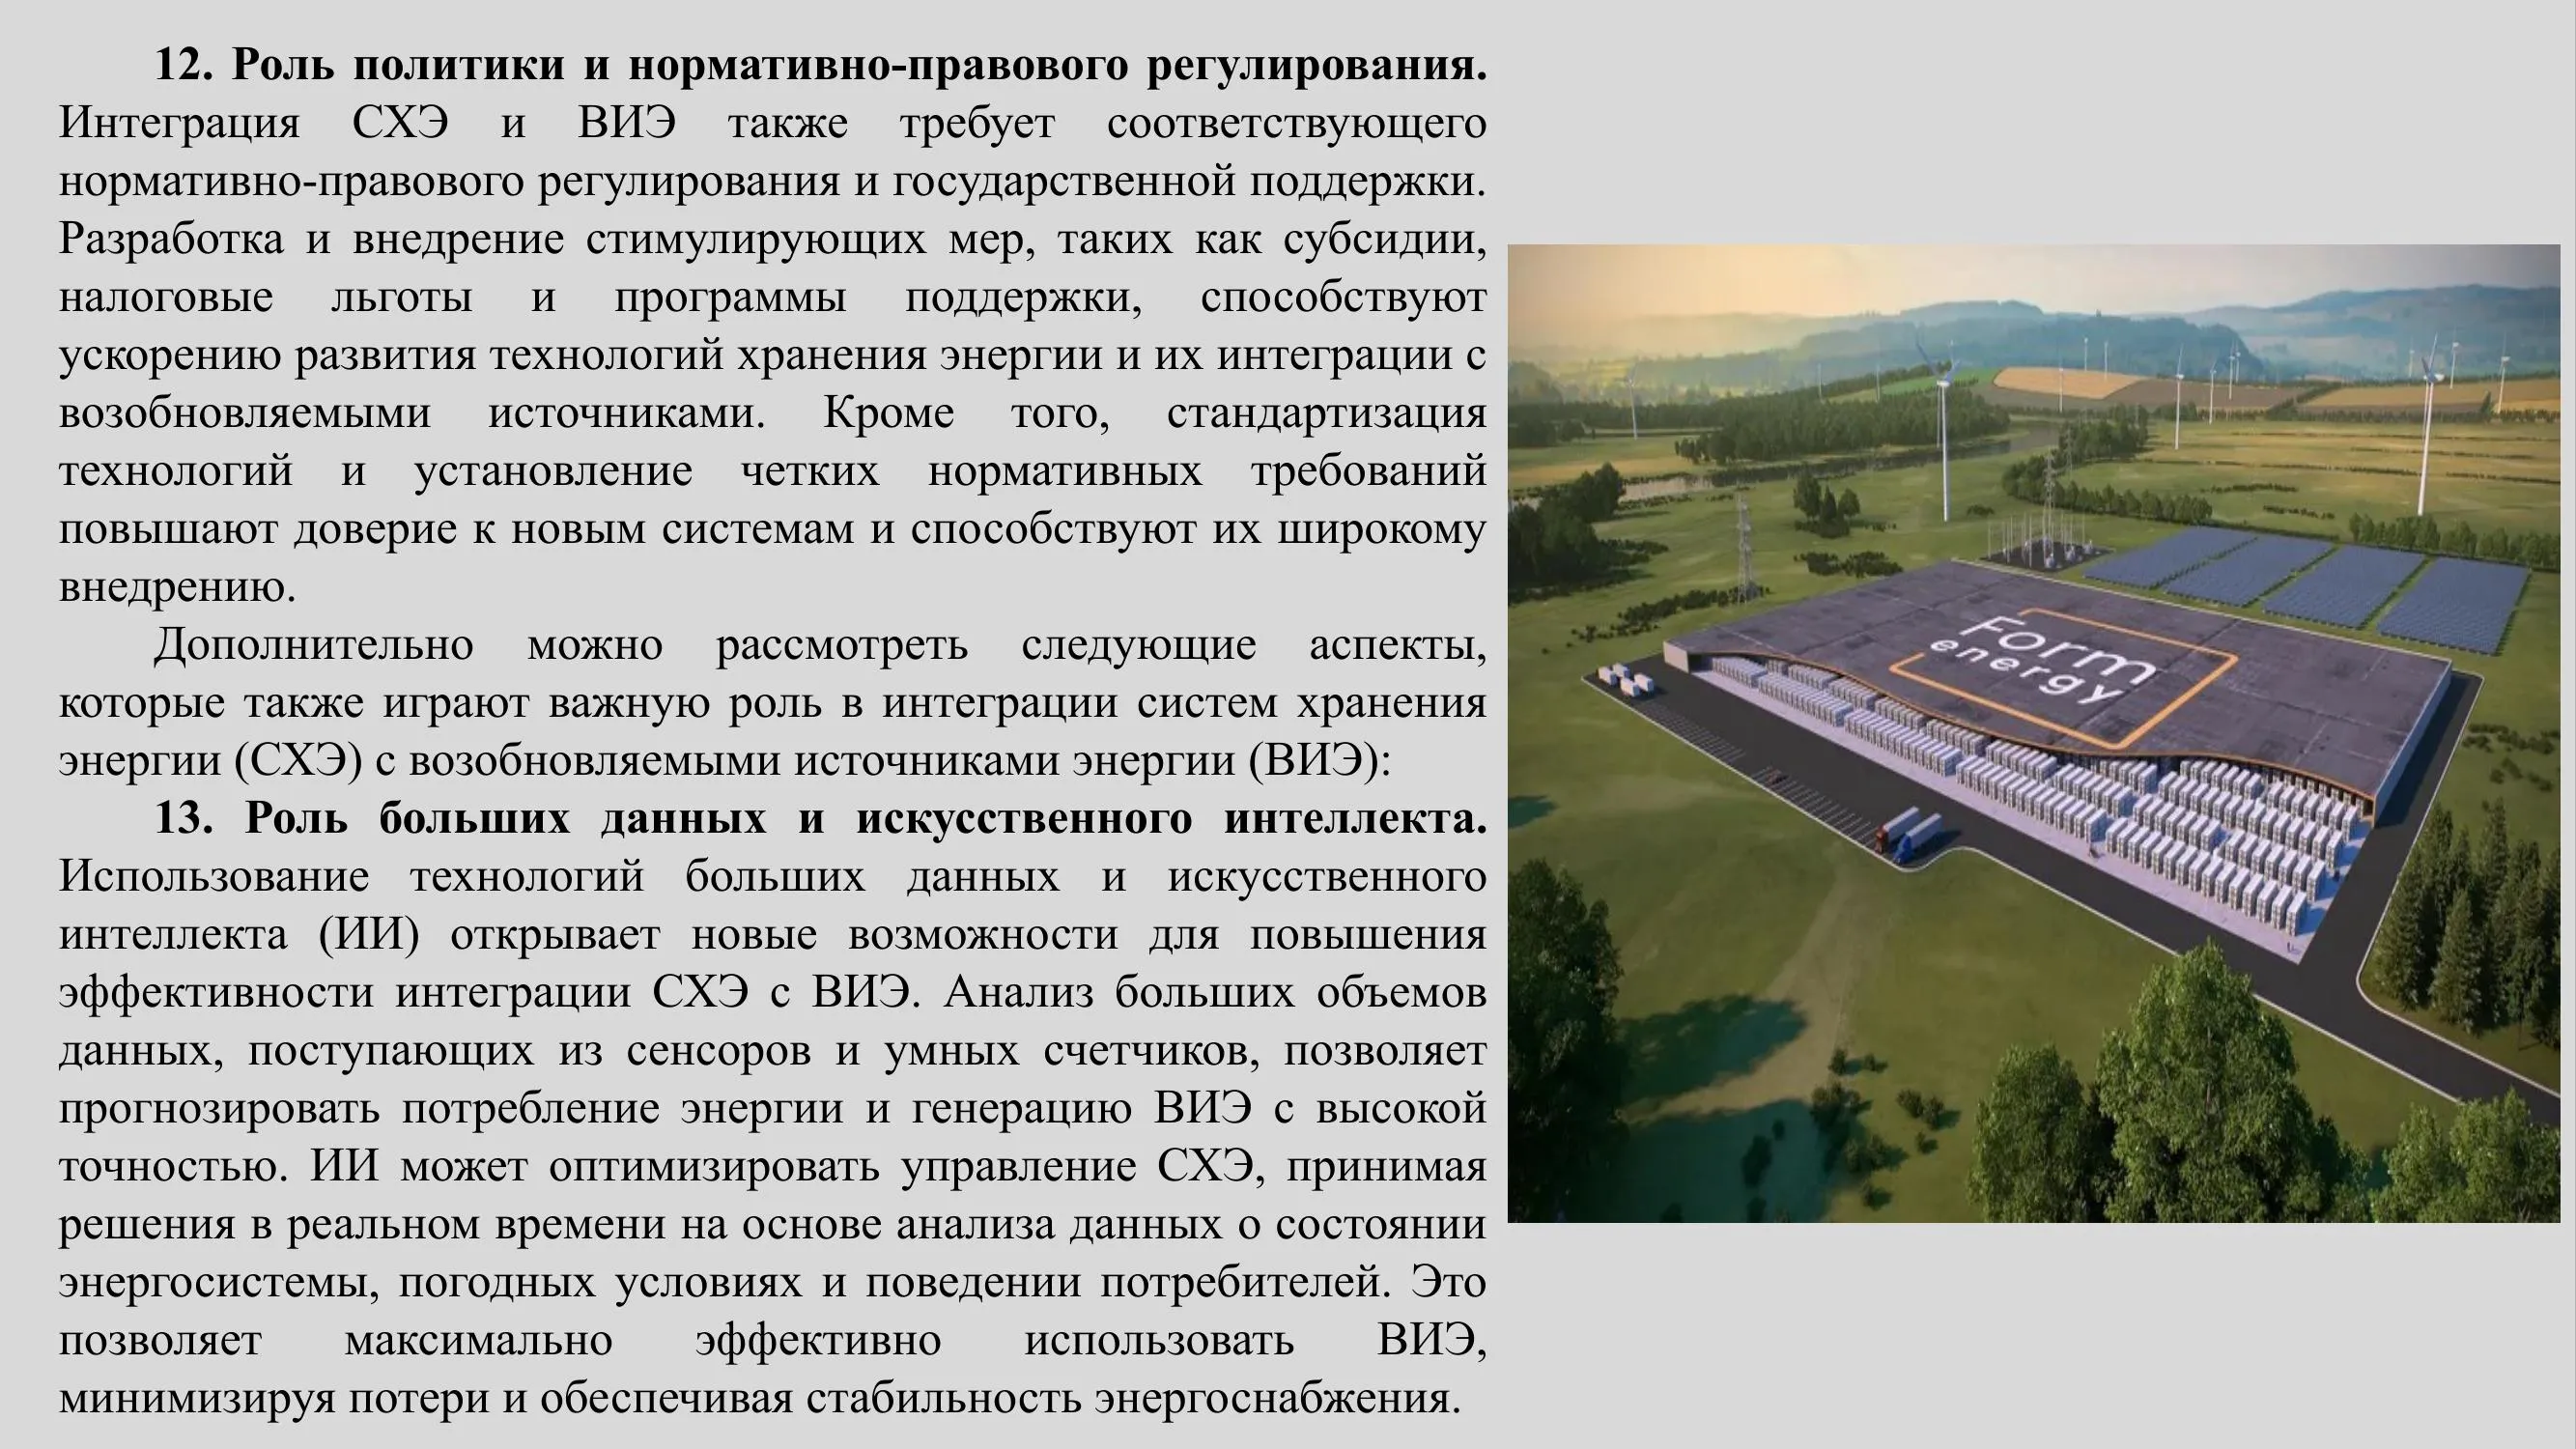 12. Роль политики и нормативно-правового регулирования.
Интеграция СХЭ и ВИЭ также требует соответствующего
нормативно-правового регулирования и государственной поддержки.
Разработка и внедрение стимулирующих мер, таких как субсидии,
налоговые льготы и программы поддержки, способствуют
ускорению развития технологий хранения энергии и их интеграции с
возобновляемыми источниками. Кроме того, стандартизация
технологий и установление четких нормативных требований
повышают доверие к новым системам и способствуют их широкому
внедрению.
Дополнительно можно рассмотреть следующие аспекты,
которые также играют важную роль в интеграции систем хранения
энергии (СХЭ) с возобновляемыми источниками энергии (ВИЭ):
13. Роль больших данных и искусственного интеллекта.
Использование технологий больших данных и искусственного
интеллекта (ИИ) открывает новые возможности для повышения
эффективности интеграции СХЭ с ВИЭ. Анализ больших объемов
данных, поступающих из сенсоров и умных счетчиков, позволяет
прогнозировать потребление энергии и генерацию ВИЭ с высокой
точностью. ИИ может оптимизировать управление СХЭ, принимая
решения в реальном времени на основе анализа данных о состоянии
энергосистемы, погодных условиях и поведении потребителей. Это
позволяет максимально эффективно использовать ВИЭ,
минимизируя потери и обеспечивая стабильность энергоснабжения.
Form
energy